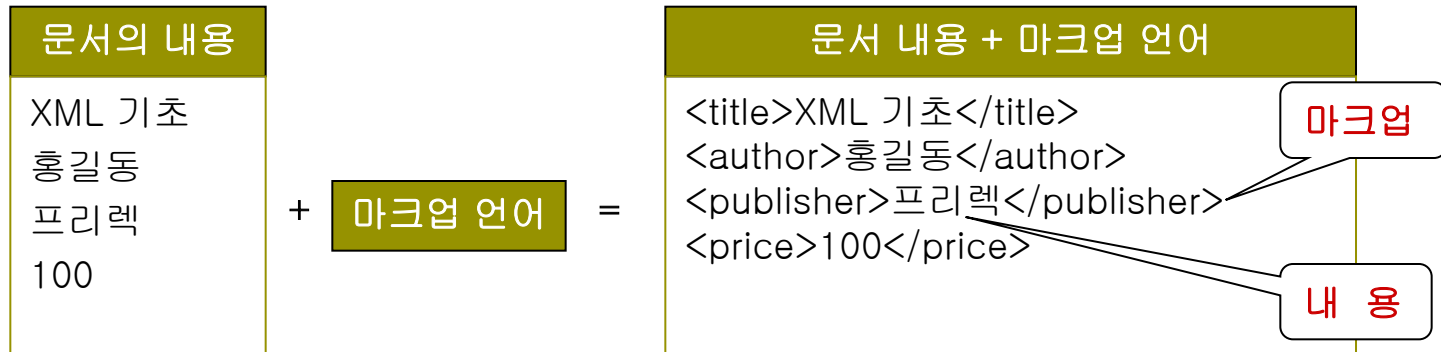 문서의 내용
XML 기초
홍길동
프리렉
100
+
마크업 언어
=
문서 내용 + 마크업 언어
<title>XML 기초</title>
<author>홍길동</author>
<publisher>프리렉</publisher>
<price>100</price>
마크업
내 용